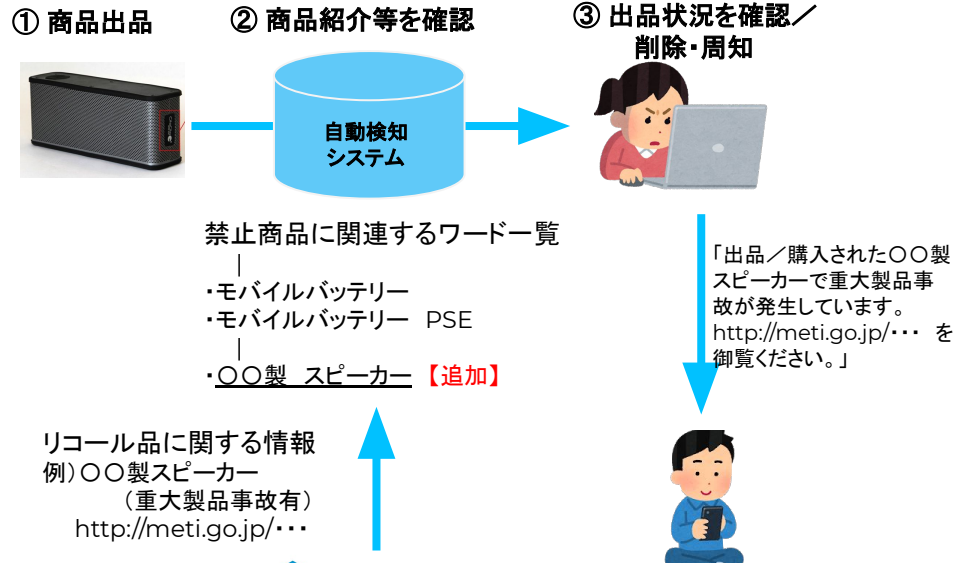 ① 商品出品
② 商品紹介等を確認
③ 出品状況を確認／
削除・周知
自動検知
システム
禁止商品に関連するワード一覧
｜
・モバイルバッテリー
・モバイルバッテリー　PSE
｜
・〇〇製　スピーカー　【追加】
「出品／購入された〇〇製
スピーカーで重大製品事
故が発生しています。
http://meti.go.jp/･･･　を
御覧ください。」
リコール品に関する情報
例）〇〇製スピーカー
（重大製品事故有）
http://meti.go.jp/･･･